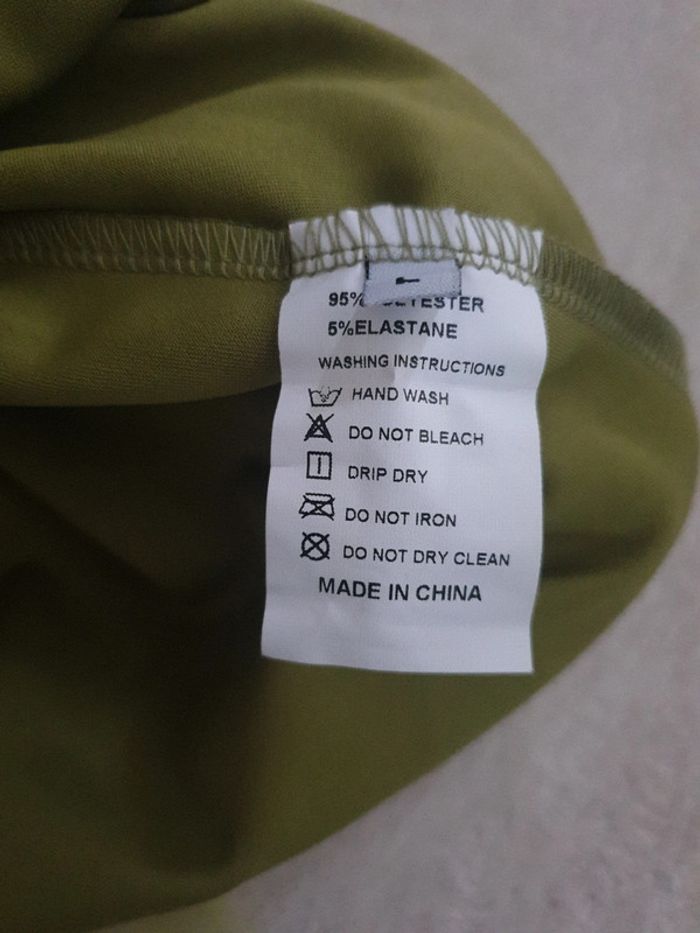 95% POLYESTER
5%ELASTANE
WASHING INSTRUCTIONS
HAND WASH
DO NOT BLEACH
DRIP DRY
DO NOT IRON
DO NOT DRY CLEAN
MADE IN CHINA